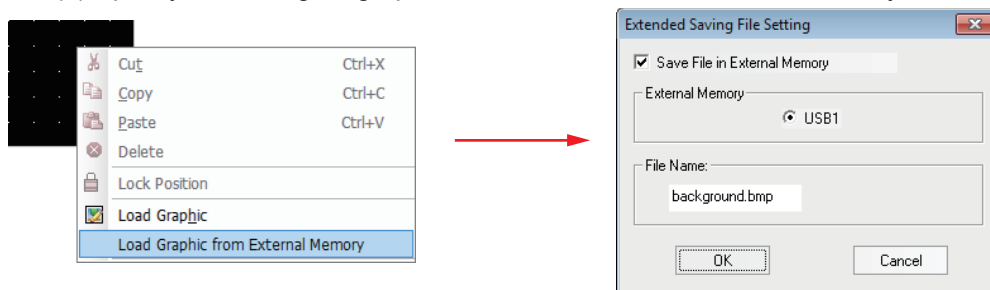 Cut Ctrl+X
Copy Ctrl+C
Paste Ctrl+V
Delete
Lock Position
Load Graphic
Load Graphic from External Memory
Extended Saving File Setting
Save File in External Memory
External Memory
USB1
File Name:
background.bmp
OK Cancel